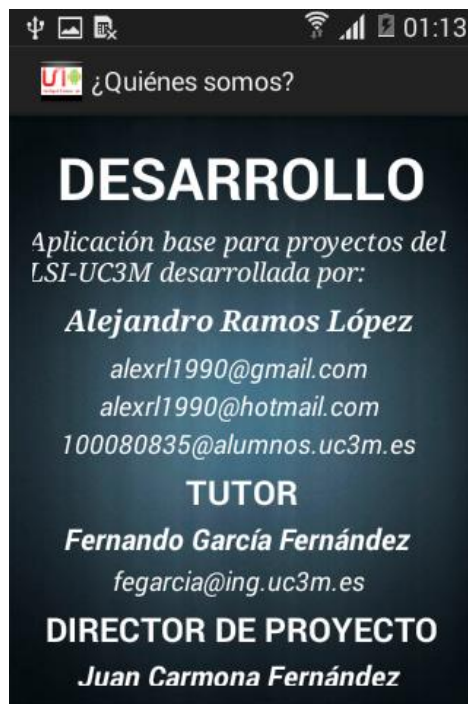 01:13
¿Quiénes somos?
DESARROLLO
Aplicación base para proyectos del
LSI-UC3M desarrollada por:
Alejandro Ramos López
alexrl1990@gmail.com
alexrl1990@hotmail.com
100080835@alumnos.uc3m.es
TUTOR
Fernando García Fernández
fegarcia@ing.uc3m.es
DIRECTOR DE PROYECTO
Juan Carmona Fernández